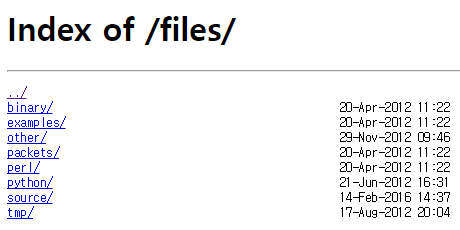 Index of /files/
../
binary/ 20-Apr-2012 11:22
examples/ 20-Apr-2012 11:22
other/ 29-Nov-2012 09:46
packets/ 20-Apr-2012 11:22
perl/ 20-Apr-2012 11:22
python/ 21-Jun-2012 16:31
source/ 14-Feb-2016 14:37
tmp/ 17-Aug-2012 20:04